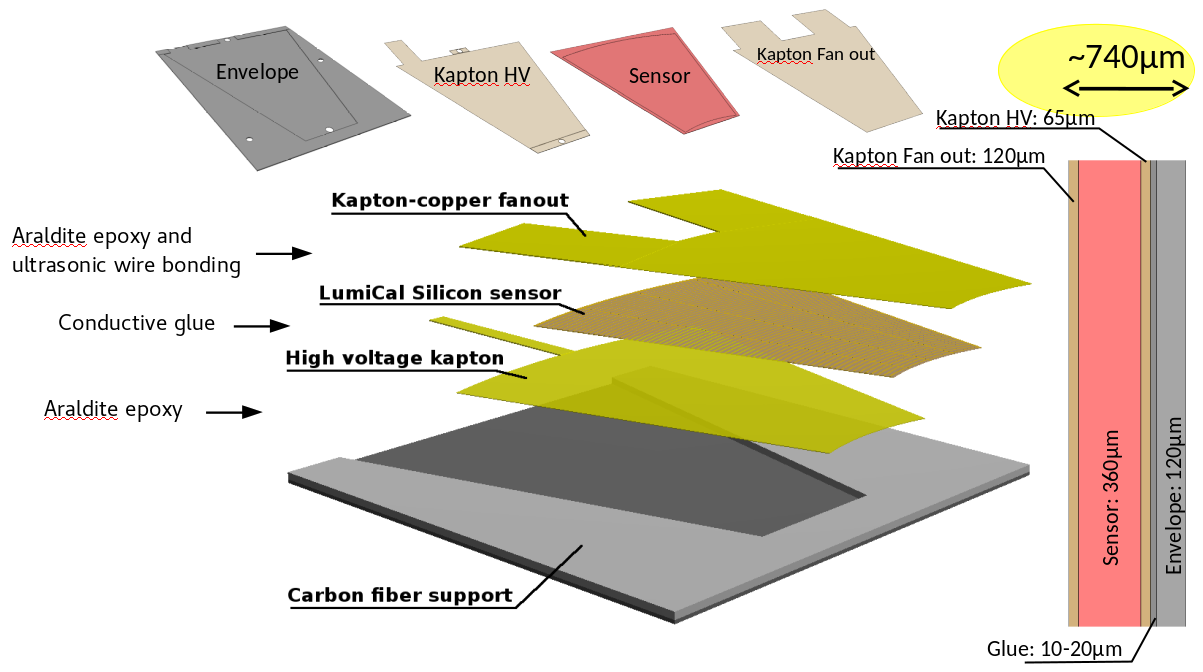 Envelope
Kapton HV
Sensor
Kapton Fan out
~740μm
Kapton HV: 65μm
Kapton Fan out: 120μm
Kapton-copper fanout
Araldite epoxy and
ultrasonic wire bonding
LumiCal Silicon sensor
Conductive glue
High voltage kapton
Araldite epoxy
Sensor: 360μm
Envelope: 120μm
Carbon fiber support
Glue: 10-20μm